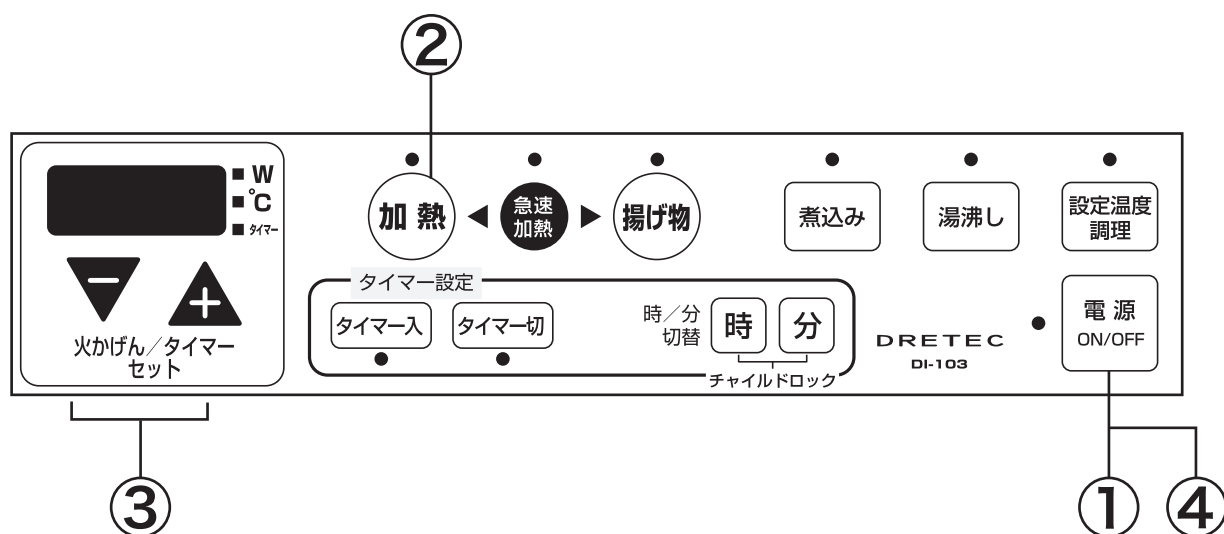 ②
W
℃
タイマー
− +
火かげん／タイマー
セット
加熱
急速
加熱
揚げ物
煮込み
湯沸し
設定温度
調理
タイマー設定
タイマー入
タイマー切
時／分
切替
時
分
チャイルドロック
DRETEC
DI-103
電源
ON/OFF
③
①
④